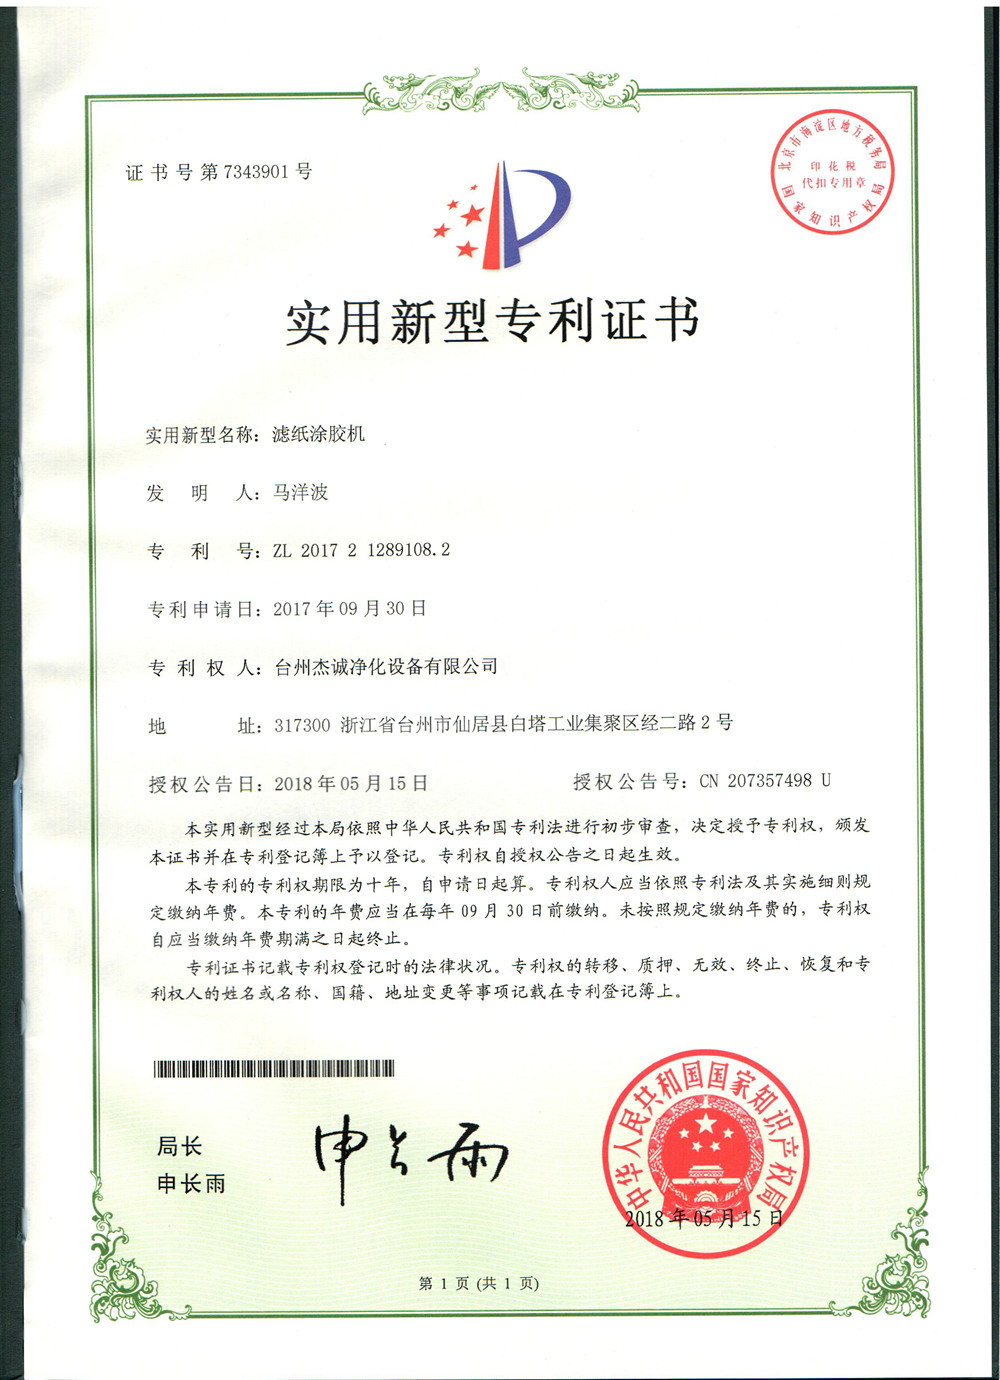 证书号第7343901号
北京市海淀区地方税务局
印花税
代扣专用章
国家知识产权局
实用新型专利证书
实用新型名称：滤纸涂胶机
发明人：马洋波
专利号：ZL 2017 2 1289108.2
专利申请日：2017年09月30日
专利权人：台州杰诚净化设备有限公司
地址：317300 浙江省台州市仙居县白塔工业集聚区经二路2号
授权公告日：2018年05月15日 授权公告号：CN 207357498 U
本实用新型经过本局依照中华人民共和国专利法进行初步审查，决定授予专利权，颁发
本证书并在专利登记簿上予以登记。专利权自授权公告之日起生效。
本专利的专利权期限为十年，自申请日起算。专利权人应当依照专利法及其实施细则规
定缴纳年费。本专利的年费应当在每年09月30日前缴纳。未按照规定缴纳年费的，专利权
自应当缴纳年费期满之日起终止。
专利证书记载专利权登记时的法律状况。专利权的转移、质押、无效、终止、恢复和专
利权人的姓名或名称、国籍、地址变更等事项记载在专利登记簿上。
局长
申长雨
申长雨
中华人民共和国国家知识产权局
2018年05月15日
第1页(共1页)